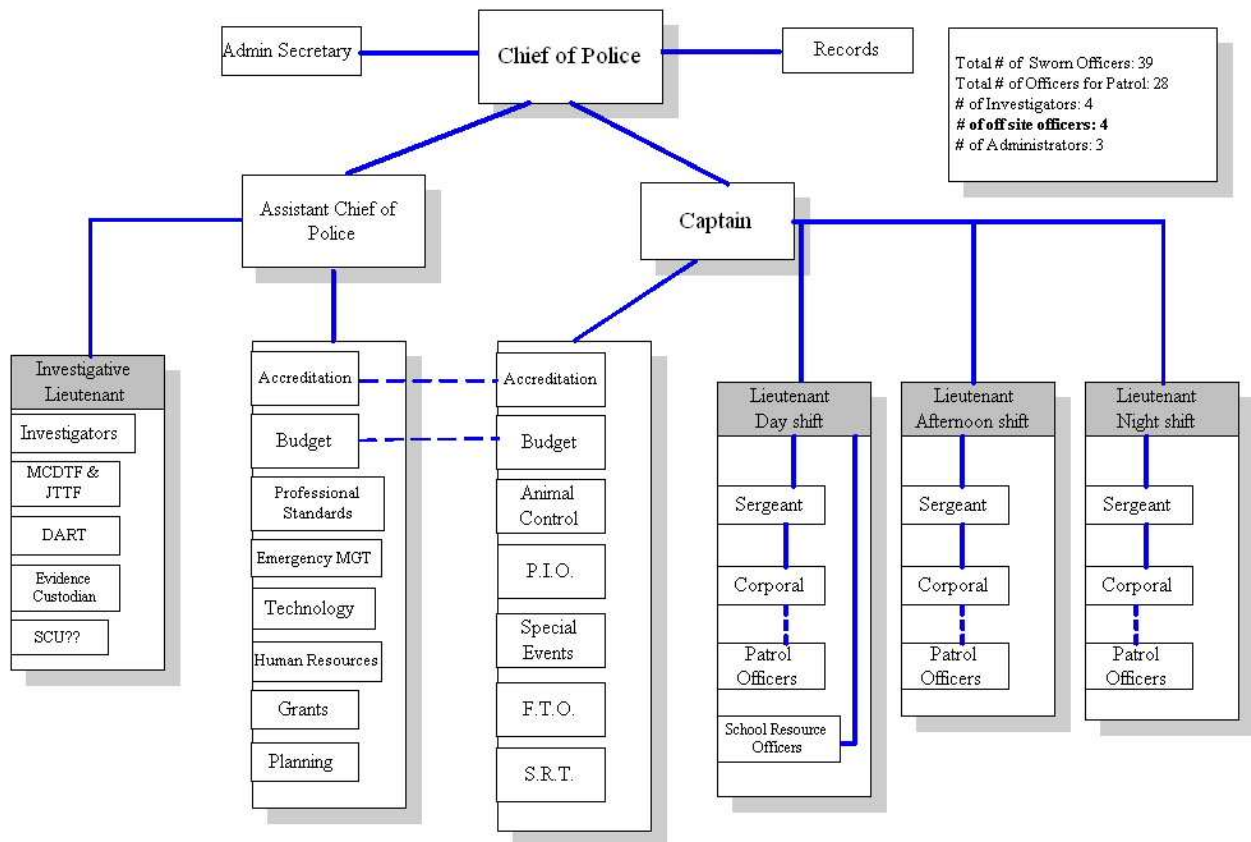 Admin Secretary
Chief of Police
Records
Total # of Sworn Officers: 39
Total # of Officers for Patrol: 28
# of Investigators: 4
# of off site officers: 4
# of Administrators: 3
Assistant Chief of
Police
Captain
Investigative
Lieutenant
Investigators
MCDTF &
JTTF
DART
Evidence
Custodian
SCU??
Accreditation
Budget
Professional
Standards
Emergency MGT
Technology
Human Resources
Grants
Planning
Accreditation
Budget
Animal
Control
P.I.O.
Special
Events
F.T.O.
S.R.T.
Lieutenant
Day shift
Sergeant
Corporal
Patrol
Officers
School Resource
Officers
Lieutenant
Afternoon shift
Sergeant
Corporal
Patrol
Officers
Lieutenant
Night shift
Sergeant
Corporal
Patrol
Officers